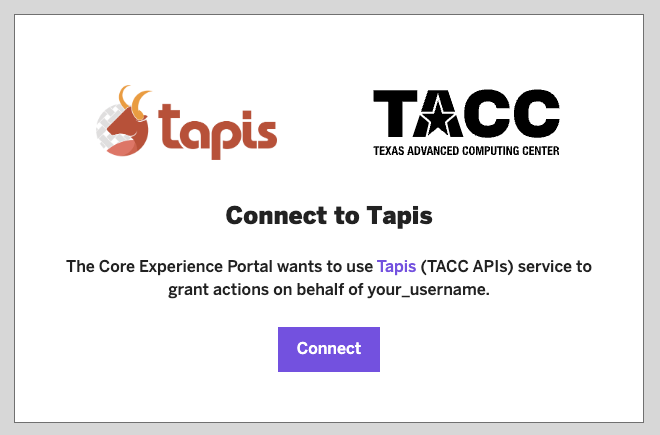 tapis
TACC
TEXAS ADVANCED COMPUTING CENTER
Connect to Tapis
The Core Experience Portal wants to use Tapis (TACC APIs) service to
grant actions on behalf of your_username.
Connect